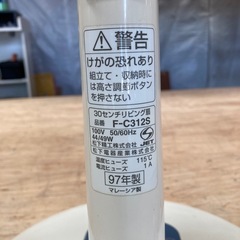 ⚠警告
けがの恐れあり
組立て・収納時に
は高さ調節ボタン
を押さない
30センチリビング扇
品番 F-C312S
100V 50/60Hz
44/49W
松下精工株式会社
松下電器産業株式会社
JET
温度ヒューズ 115℃
電流ヒューズ 1A
97年製
マレーシア製